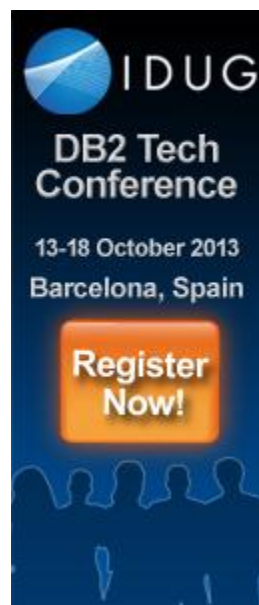 IDUG
DB2 Tech
Conference
13-18 October 2013
Barcelona, Spain
Register
Now!